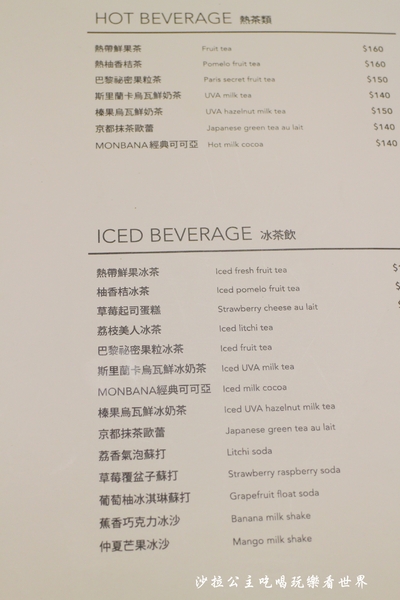 HOT BEVERAGE 熱茶類
熱帶鮮果茶 Fruit tea $160
熱柚香桔茶 Pomelo fruit tea $160
巴黎祕密果粒茶 Paris secret fruit tea $150
斯里蘭卡烏瓦鮮奶茶 UVA milk tea $140
榛果烏瓦鮮奶茶 UVA hazelnut milk tea $150
京都抹茶歐蕾 Japanese green tea au lait $140
MONBANA經典可可亞 Hot milk cocoa $140
ICED BEVERAGE 冰茶飲
熱帶鮮果冰茶 Iced fresh fruit tea
柚香桔冰茶 Iced pomelo fruit tea
草莓起司蛋糕 Strawberry cheese au lait
荔枝美人冰茶 Iced litchi tea
巴黎祕密果粒冰茶 Iced fruit tea
斯里蘭卡烏瓦鮮冰奶茶 Iced UVA milk tea
MONBANA經典可可亞 Iced milk cocoa
榛果烏瓦鮮冰奶茶 Iced UVA hazelnut milk tea
京都抹茶歐蕾 Japanese green tea au lait
荔香氣泡蘇打 Litchi soda
草莓覆盆子蘇打 Strawberry raspberry soda
葡萄柚冰淇淋蘇打 Grapefruit float soda
蕉香巧克力冰沙 Banana milk shake
仲夏芒果冰沙 Mango milk shake
沙拉公主吃喝玩樂看世界